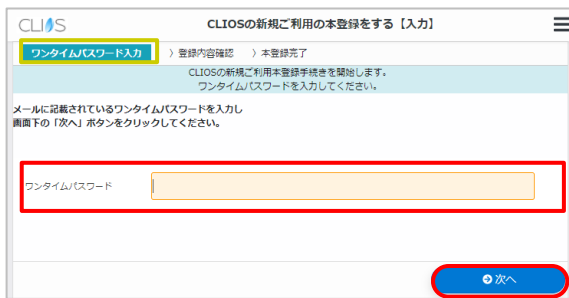 CLIOS
CLIOSの新規ご利用の本登録をする【入力】
ワンタイムパスワード入力 〉登録内容確認 〉本登録完了
CLIOSの新規ご利用本登録手続きを開始します。
ワンタイムパスワードを入力してください。
メールに記載されているワンタイムパスワードを入力し
画面下の「次へ」ボタンをクリックしてください。
ワンタイムパスワード
次へ